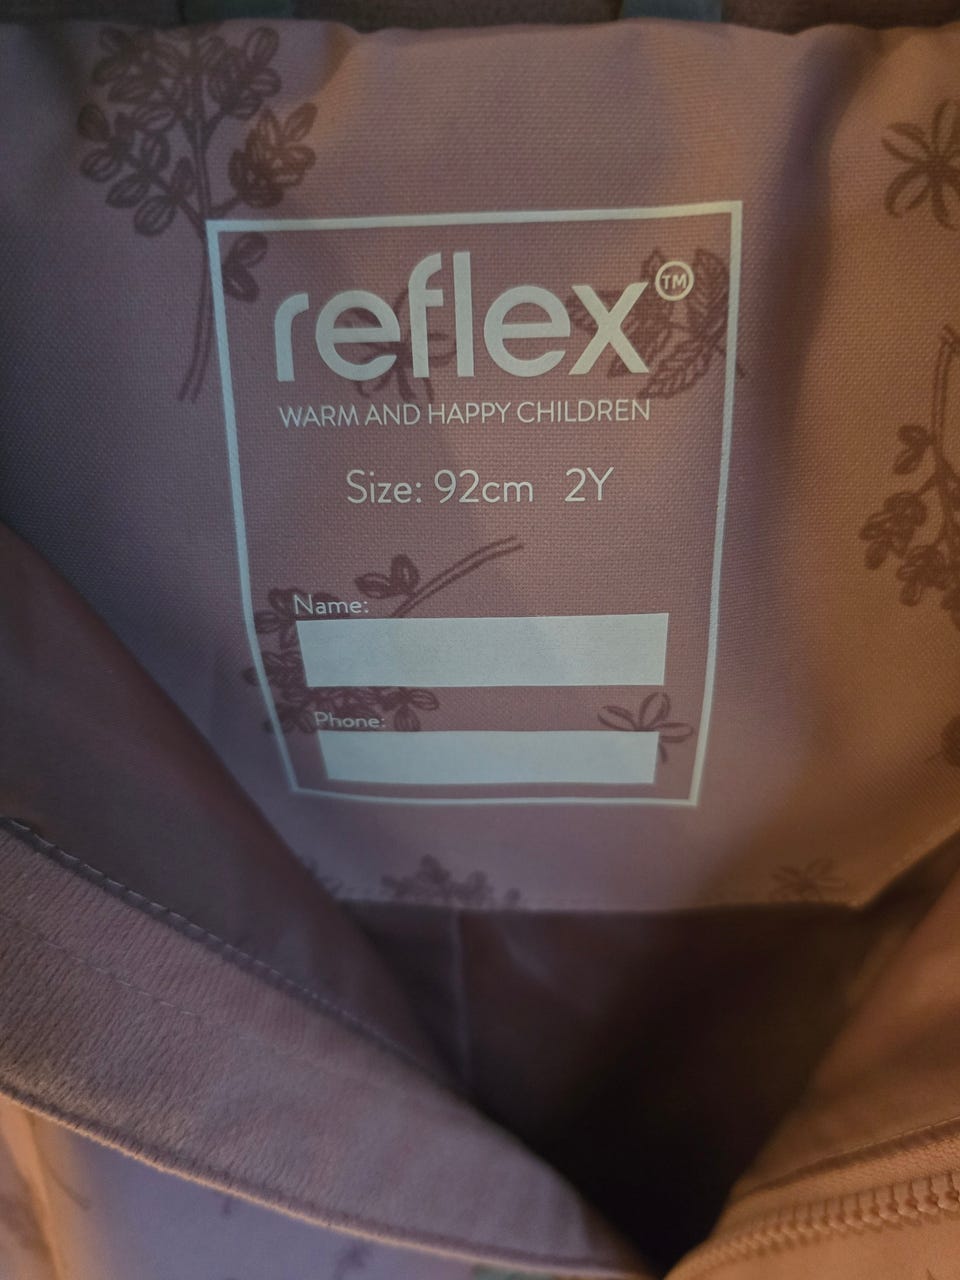 reflex™
WARM AND HAPPY CHILDREN
Size: 92cm 2Y
Name:
Phone: